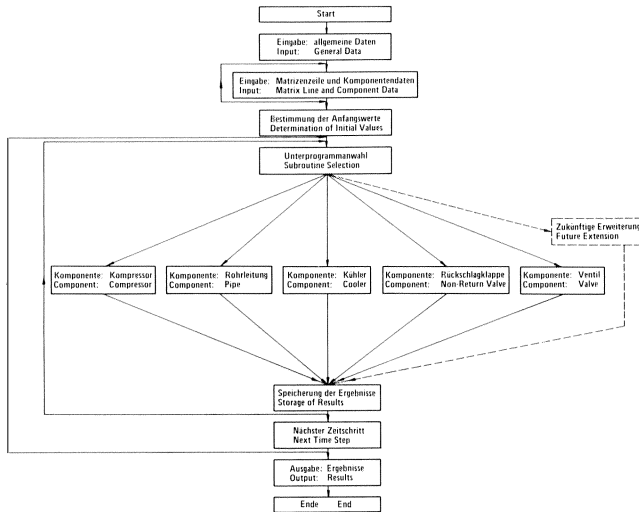 Start
Eingabe: allgemeine Daten
Input: General Data
Eingabe: Matrizenzeile und Komponentendaten
Input: Matrix Line and Component Data
Bestimmung der Anfangswerte
Determination of Initial Values
Unterprogrammanwahl
Subroutine Selection
Zukünftige Erweiterung
Future Extension
Komponente: Kompressor
Component: Compressor
Komponente: Rohrleitung
Component: Pipe
Komponente: Kühler
Component: Cooler
Komponente: Rückschlagklappe
Component: Non-Return Valve
Komponente: Ventil
Component: Valve
Speicherung der Ergebnisse
Storage of Results
Nächster Zeitschritt
Next Time Step
Ausgabe: Ergebnisse
Output: Results
Ende End